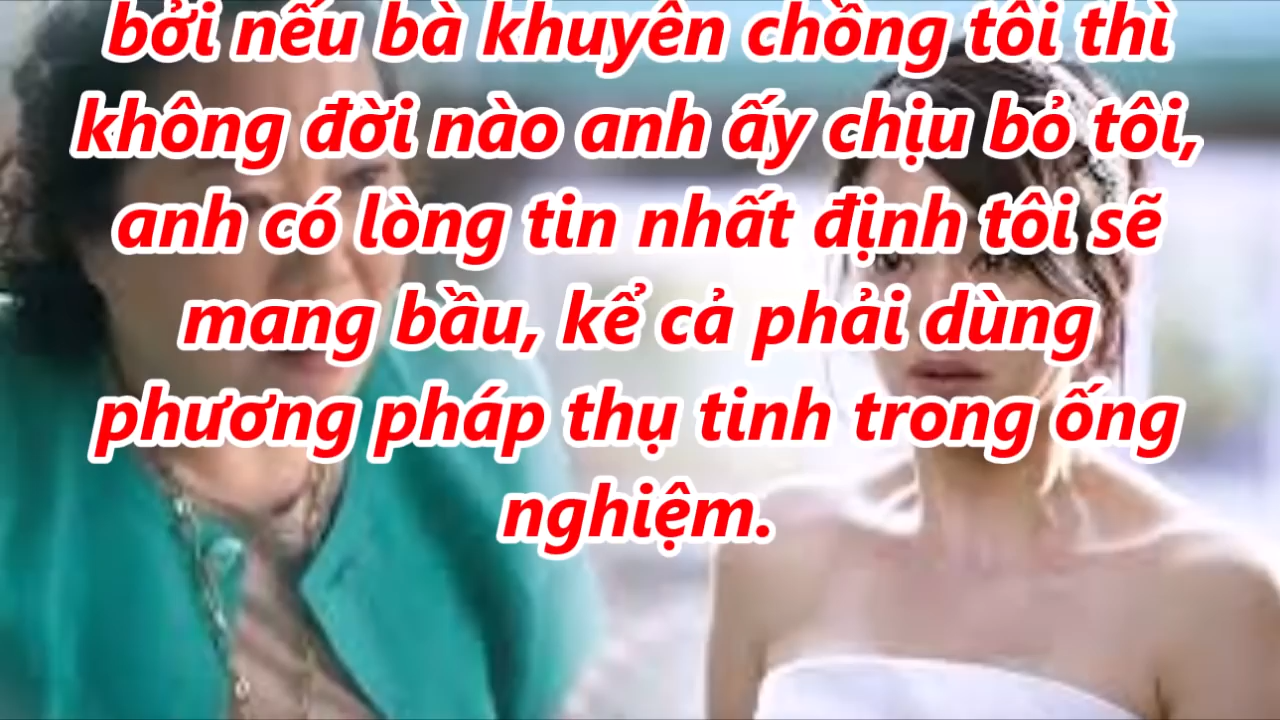 bởi nếu bà khuyên chồng tôi thì
không đời nào anh ấy chịu bỏ tôi,
anh có lòng tin nhất định tôi sẽ
mang bầu, kể cả phải dùng
phương pháp thụ tinh trong ống
nghiệm.